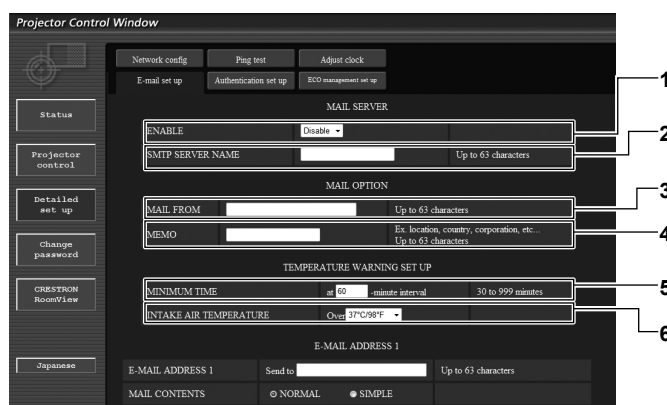 Projector Control Window
Network config Ping test Adjust clock
E-mail set up Authentication set up ECO management set up
Status
Projector control
Detailed set up
Change password
CRESTRON RoomView
Japanese
MAIL SERVER
ENABLE Disable
SMTP SERVER NAME Up to 63 characters
MAIL OPTION
MAIL FROM Up to 63 characters
MEMO Ex. location, country, corporation, etc...
Up to 63 characters
TEMPERATURE WARNING SET UP
MINIMUM TIME at 60 -minute interval 30 to 999 minutes
INTAKE AIR TEMPERATURE Over 37°C/98°F
E-MAIL ADDRESS 1
E-MAIL ADDRESS 1 Send to Up to 63 characters
MAIL CONTENTS NORMAL SIMPLE
1
2
3
4
5
6